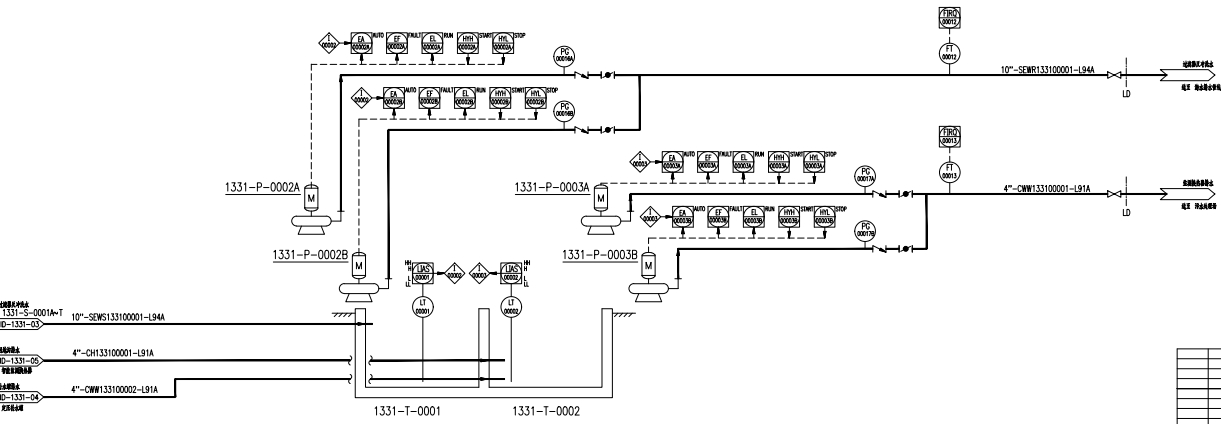 FIRQ
00012
I
00002
EA
00002A
AUTO
EF
00002A
FAULT
EL
00002A
RUN
HYH
00002A
START
HYL
00002A
STOP
PG
00016A
FT
00012
10"-SEWR133100001-L94A
LD
I
00002
EA
00002B
AUTO
EF
00002B
FAULT
EL
00002B
RUN
HYH
00002B
START
HYL
00002B
STOP
PG
00016B
FIRQ
00013
I
00003
EA
00003A
AUTO
EF
00003A
FAULT
EL
00003A
RUN
HYH
00003A
START
HYL
00003A
STOP
PG
00017A
FT
00013
1331-P-0002A
M
1331-P-0003A
M
4"-CWW133100001-L91A
LD
I
00003
EA
00003B
AUTO
EF
00003B
FAULT
EL
00003B
RUN
HYH
00003B
START
HYL
00003B
STOP
PG
00017B
1331-P-0002B
M
1331-P-0003B
M
HH
H
LIAS
00001
L
LL
I
00002
I
00003
LIAS
00002
HH
H
L
LL
LT
00001
LT
00002
1331-S-0001A~T
ID-1331-03
10"-SEWS133100001-L94A
ID-1331-05
4"-CH133100001-L91A
ID-1331-04
4"-CWW133100002-L91A
1331-T-0001
1331-T-0002